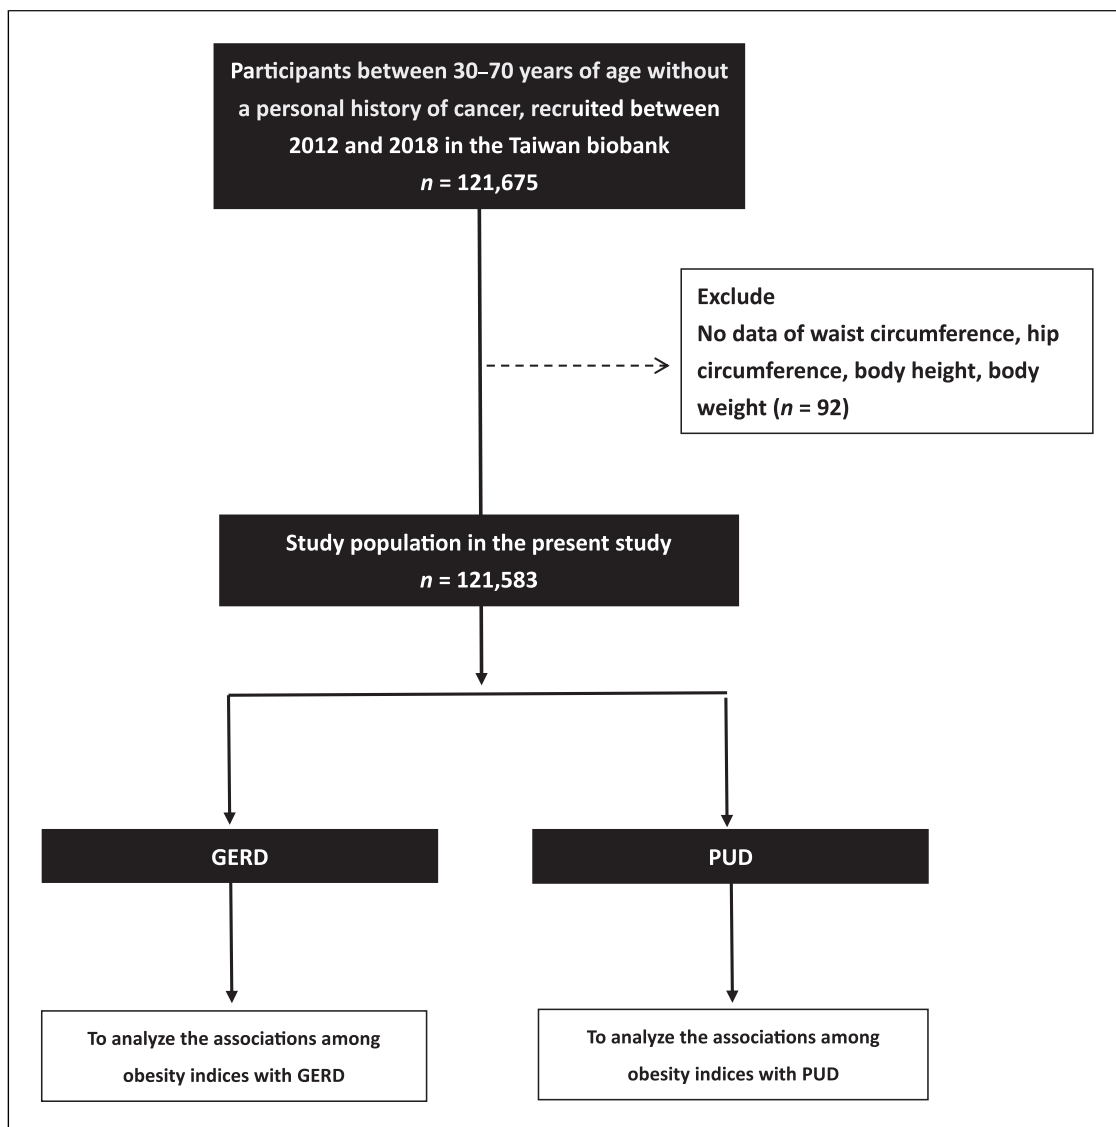 Participants between 30–70 years of age without
a personal history of cancer, recruited between
2012 and 2018 in the Taiwan biobank
n = 121,675
Exclude
No data of waist circumference, hip
circumference, body height, body
weight (n = 92)
Study population in the present study
n = 121,583
GERD
PUD
To analyze the associations among
obesity indices with GERD
To analyze the associations among
obesity indices with PUD